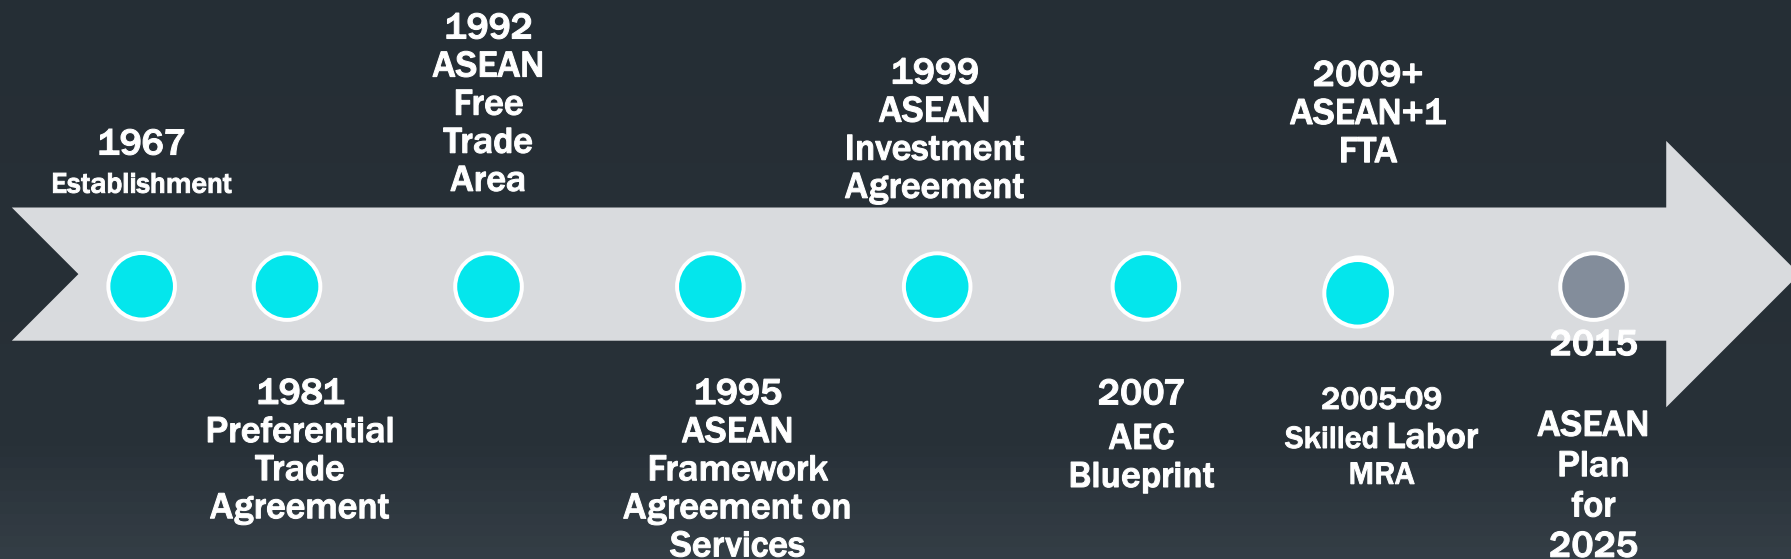 1967
Establishment
1981
Preferential
Trade
Agreement
1992
ASEAN
Free
Trade
Area
1995
ASEAN
Framework
Agreement on
Services
1999
ASEAN
Investment
Agreement
2007
AEC
Blueprint
2009+
ASEAN+1
FTA
2005-09
Skilled Labor
MRA
2015
ASEAN
Plan
for
2025